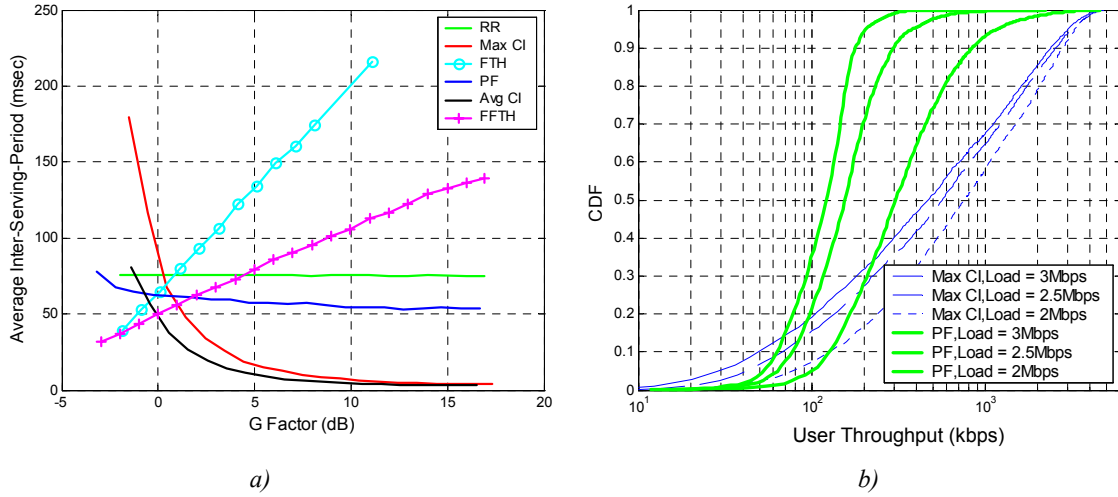 250
200
150
100
50
0
-5
0
5
10
15
20
Average Inter-Serving-Period (msec)
G Factor (dB)
RR
Max CI
FTH
PF
Avg CI
FFTH
a)
1
0.9
0.8
0.7
0.6
0.5
0.4
0.3
0.2
0.1
0
10^1
10^2
10^3
CDF
User Throughput (kbps)
Max CI,Load = 3Mbps
Max CI,Load = 2.5Mbps
Max CI,Load = 2Mbps
PF,Load = 3Mbps
PF,Load = 2.5Mbps
PF,Load = 2Mbps
b)